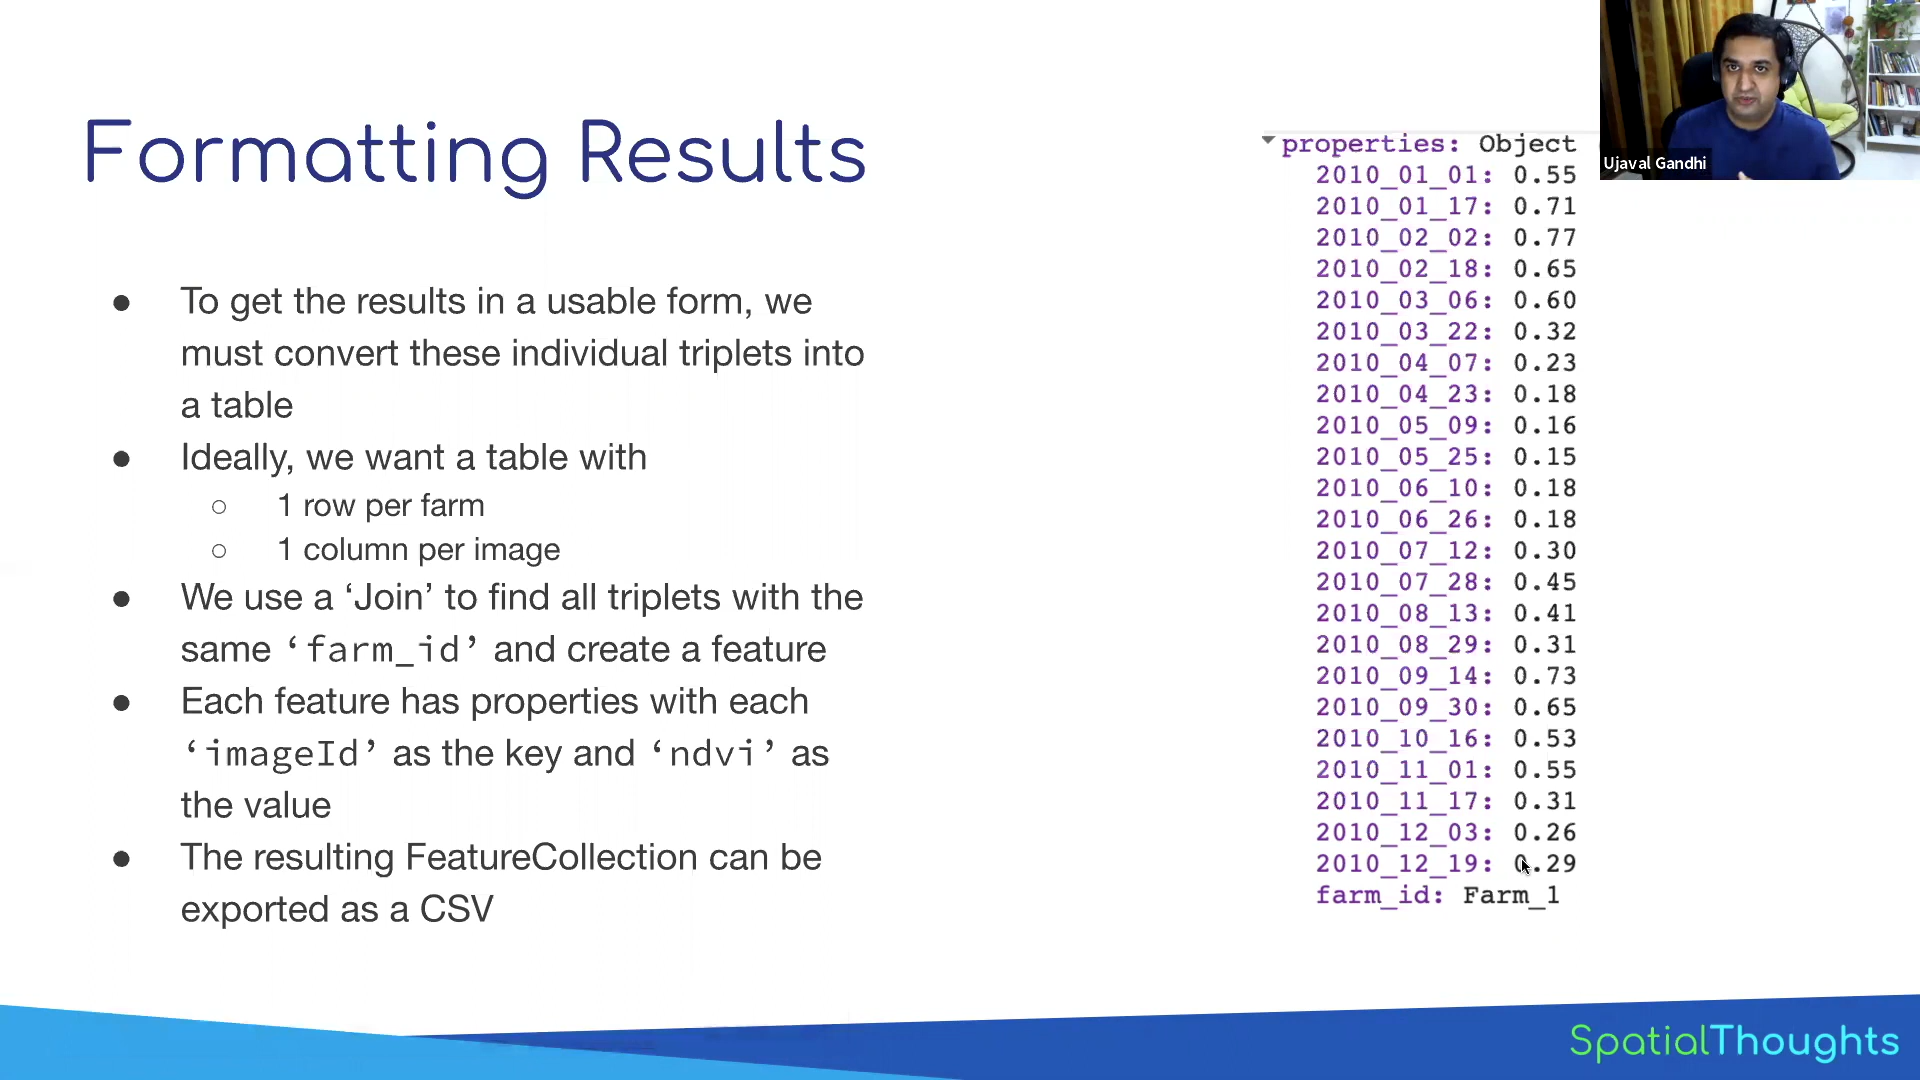 Formatting Results
● To get the results in a usable form, we
must convert these individual triplets into
a table
● Ideally, we want a table with
○ 1 row per farm
○ 1 column per image
● We use a ‘Join’ to find all triplets with the
same ‘farm_id’ and create a feature
● Each feature has properties with each
‘imageId’ as the key and ‘ndvi’ as
the value
● The resulting FeatureCollection can be
exported as a CSV
properties: Object
2010_01_01: 0.55
2010_01_17: 0.71
2010_02_02: 0.77
2010_02_18: 0.65
2010_03_06: 0.60
2010_03_22: 0.32
2010_04_07: 0.23
2010_04_23: 0.18
2010_05_09: 0.16
2010_05_25: 0.15
2010_06_10: 0.18
2010_06_26: 0.18
2010_07_12: 0.30
2010_07_28: 0.45
2010_08_13: 0.41
2010_08_29: 0.31
2010_09_14: 0.73
2010_09_30: 0.65
2010_10_16: 0.53
2010_11_01: 0.55
2010_11_17: 0.31
2010_12_03: 0.26
2010_12_19: 0.29
farm_id: Farm_1
Ujaval Gandhi
SpatialThoughts